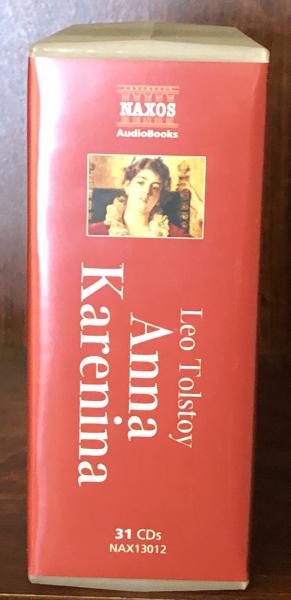 NAXOS
AudioBooks
Leo Tolstoy
Anna
Karenina
31 CDs
NAX13012